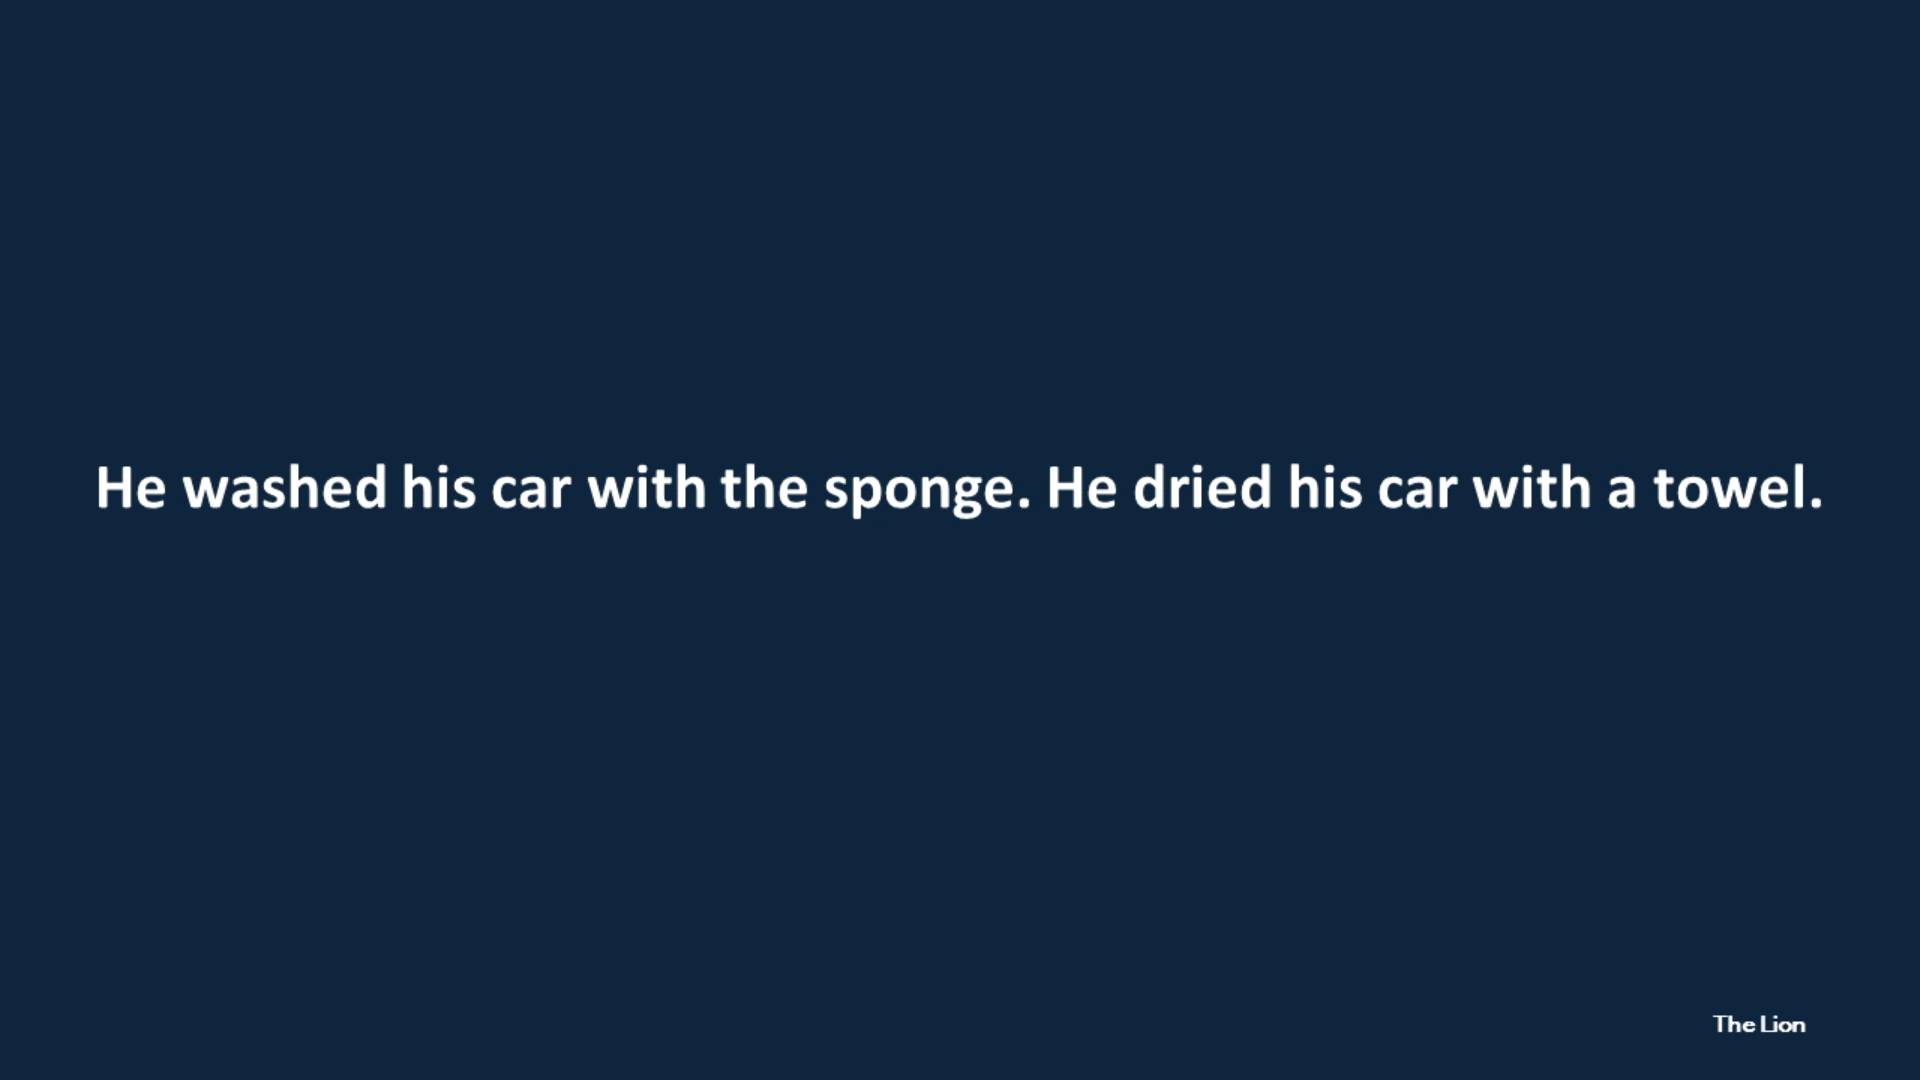 He washed his car with the sponge. He dried his car with a towel.
The Lion